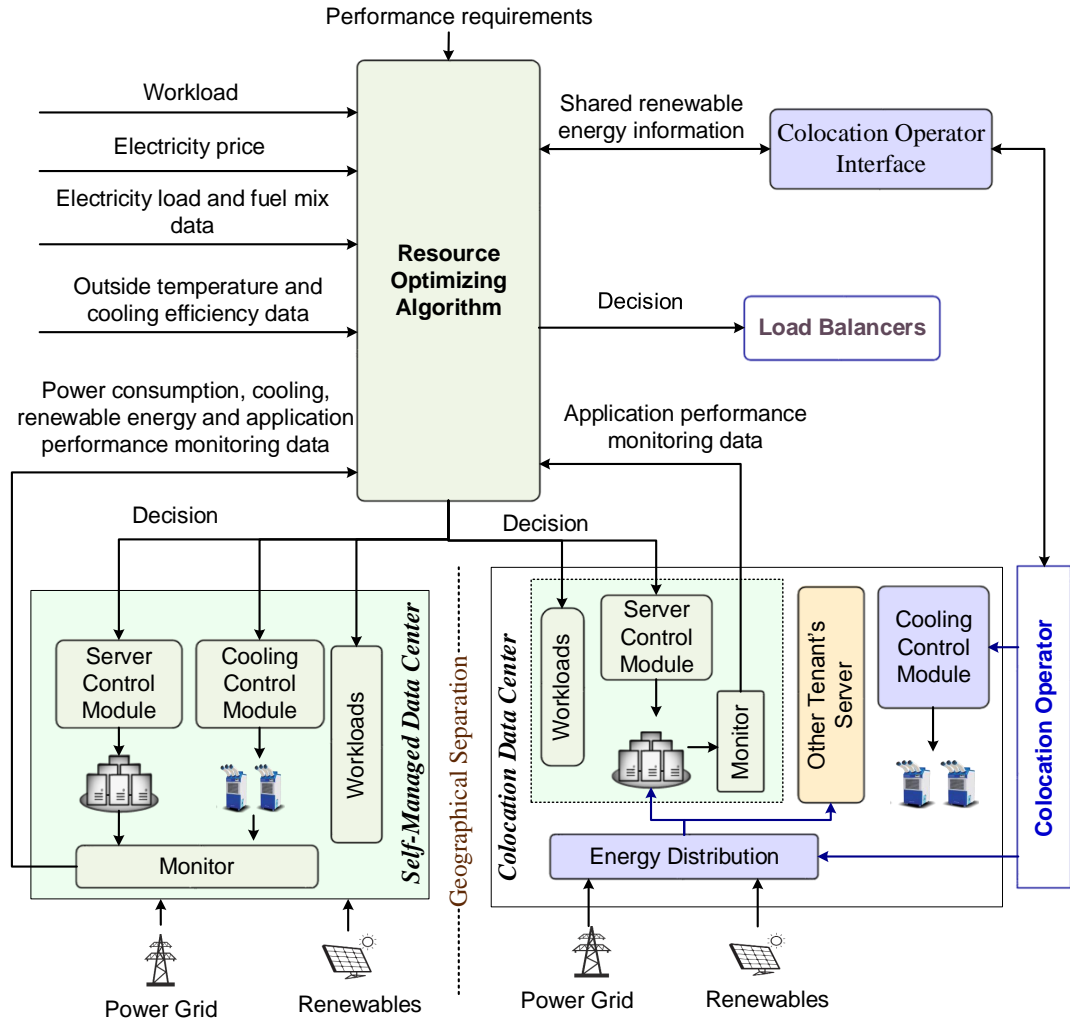 Performance requirements
Workload
Electricity price
Electricity load and fuel mix
data
Outside temperature and
cooling efficiency data
Power consumption, cooling,
renewable energy and application
performance monitoring data
Resource
Optimizing
Algorithm
Shared renewable
energy information
Colocation Operator
Interface
Decision
Load Balancers
Application performance
monitoring data
Decision
Decision
Server
Control
Module
Cooling
Control
Module
Workloads
Monitor
Self-Managed Data Center
Geographical Separation
Colocation Data Center
Workloads
Server
Control
Module
Monitor
Other Tenant's
Server
Cooling
Control
Module
Energy Distribution
Colocation Operator
Power Grid
Renewables
Power Grid
Renewables